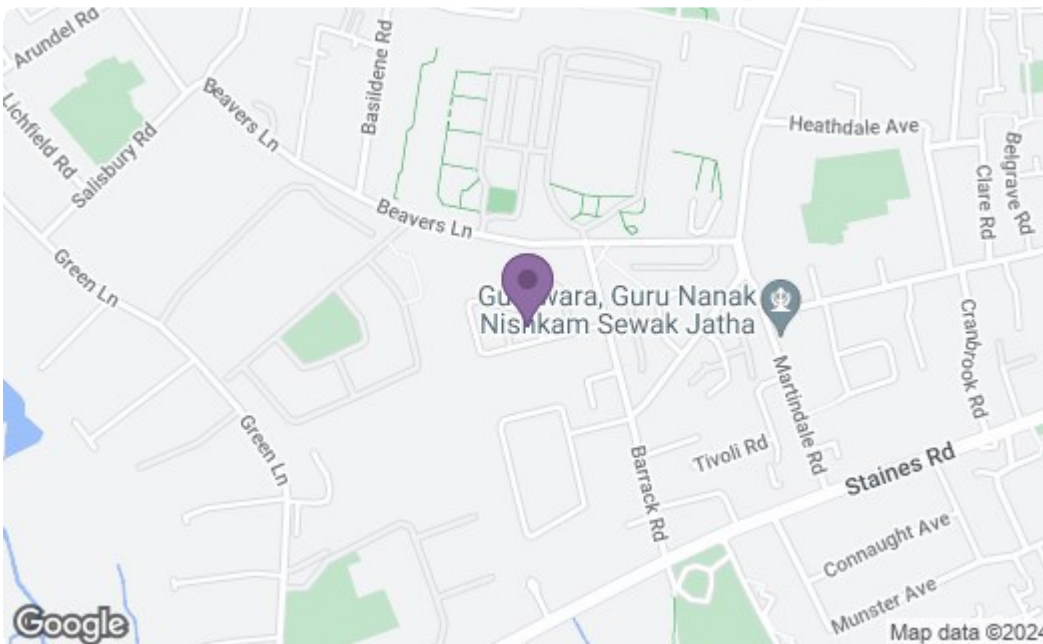 Arundel Rd
Lichfield Rd
Salisbury Rd
Beavers Ln
Basildene Rd
Heathdale Ave
Belgrave Rd
Clare Rd
Beavers Ln
Green Ln
Gu wara, Guru Nanak
Nishkam Sewak Jatha
Cranbrook Rd
Martindale Rd
Green Ln
Tivoli Rd
Barrack Rd
Staines Rd
Connaught Ave
Munster Ave
Google
Map data ©2024